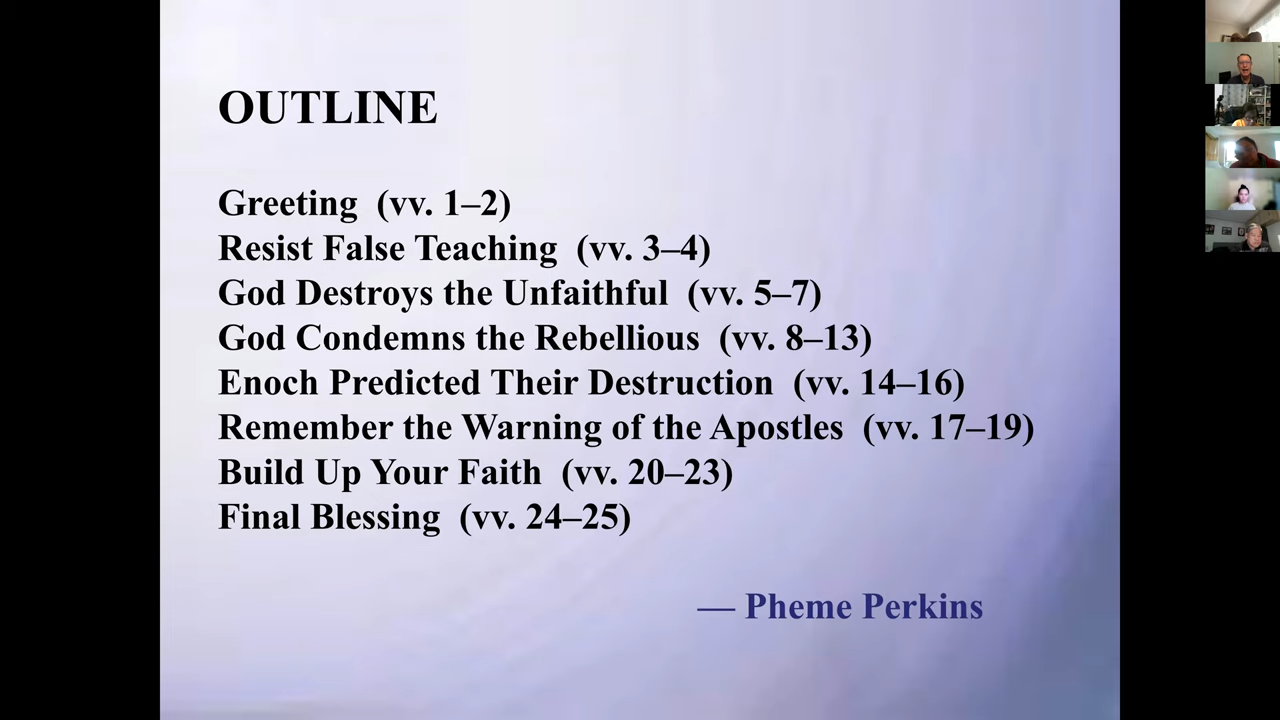 OUTLINE
Greeting (vv. 1–2)
Resist False Teaching (vv. 3–4)
God Destroys the Unfaithful (vv. 5–7)
God Condemns the Rebellious (vv. 8–13)
Enoch Predicted Their Destruction (vv. 14–16)
Remember the Warning of the Apostles (vv. 17–19)
Build Up Your Faith (vv. 20–23)
Final Blessing (vv. 24–25)
— Pheme Perkins